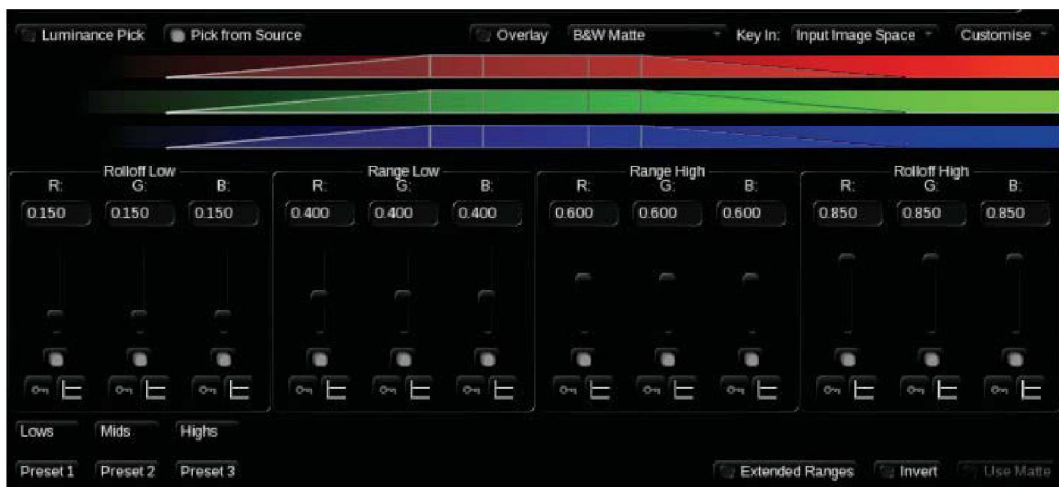 Luminance Pick Pick from Source Overlay B&W Matte Key In: Input Image Space Customise
Rolloff Low Range Low Range High Rolloff High
R: G: B: R: G: B: R: G: B: R: G: B:
0.150 0.150 0.150 0.400 0.400 0.400 0.600 0.600 0.600 0.850 0.850 0.850
Lows Mids Highs
Preset 1 Preset 2 Preset 3 Extended Ranges Invert Use Matte